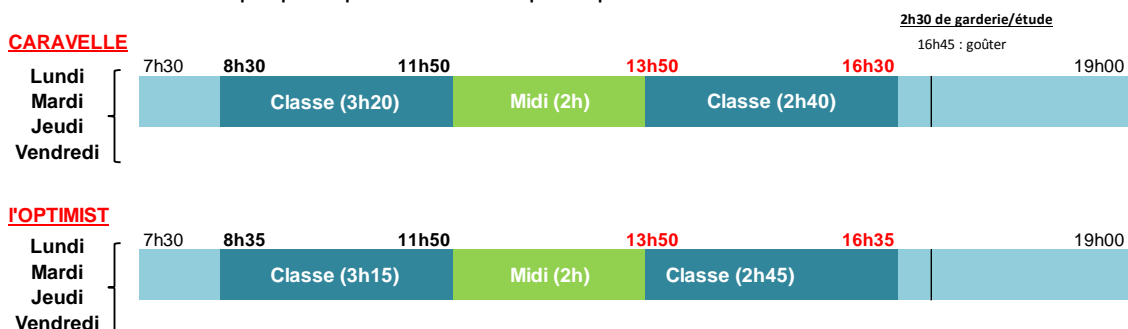 2h30 de garderie/étude
CARAVELLE
16h45 : goûter
7h30 8h30 11h50 13h50 16h30 19h00
Lundi
Mardi
Jeudi
Vendredi
Classe (3h20) Midi (2h) Classe (2h40)
l'OPTIMIST
7h30 8h35 11h50 13h50 16h35 19h00
Lundi
Mardi
Jeudi
Vendredi
Classe (3h15) Midi (2h) Classe (2h45)